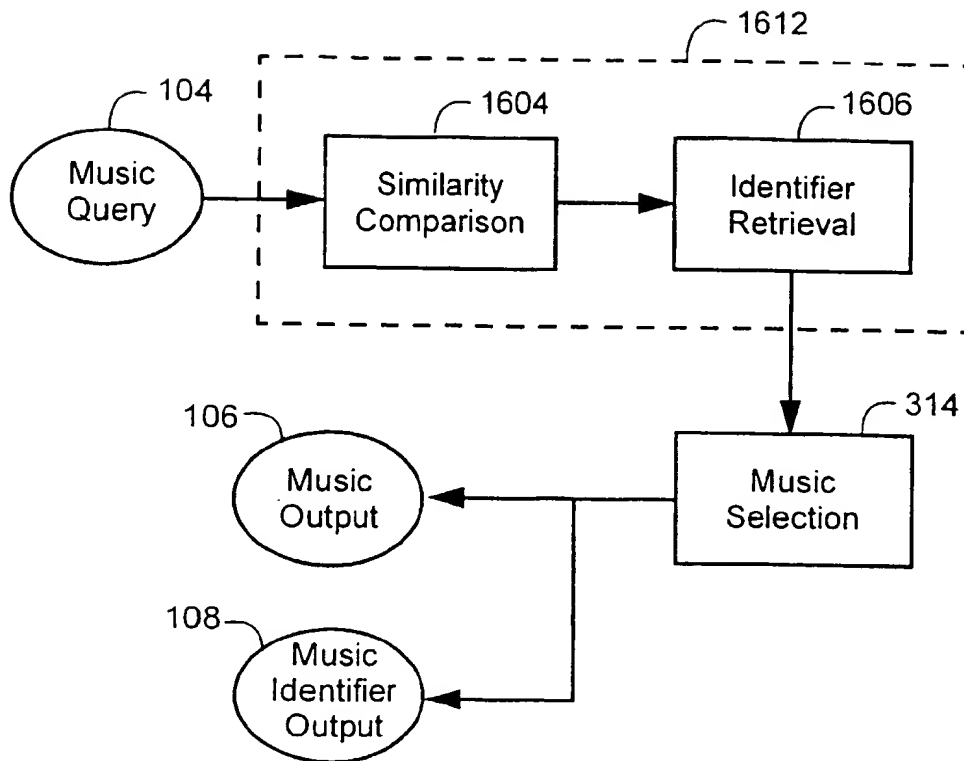 1612
104
1604
1606
Music
Query
Similarity
Comparison
Identifier
Retrieval
106
314
Music
Output
Music
Selection
108
Music
Identifier
Output